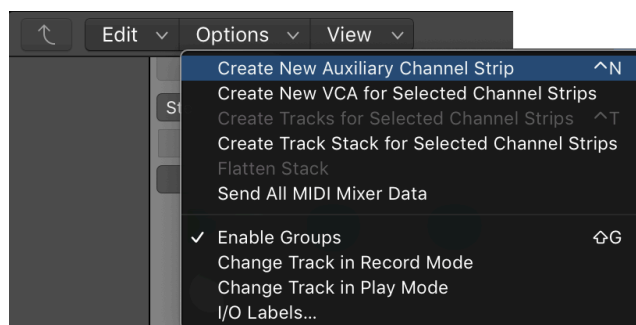 Edit Options View
Create New Auxiliary Channel Strip ^N
Create New VCA for Selected Channel Strips
Create Tracks for Selected Channel Strips ^T
Create Track Stack for Selected Channel Strips
Flatten Stack
Send All MIDI Mixer Data
✓ Enable Groups ⇧G
Change Track in Record Mode
Change Track in Play Mode
I/O Labels...